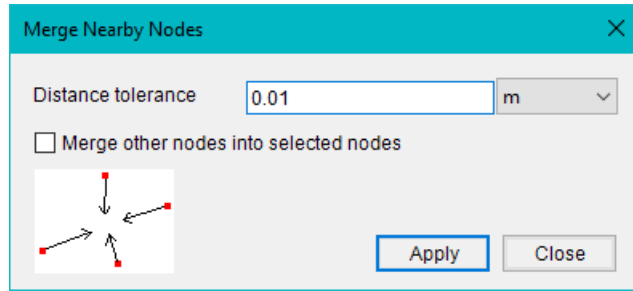 Merge Nearby Nodes
Distance tolerance 0.01 m
Merge other nodes into selected nodes
Apply Close